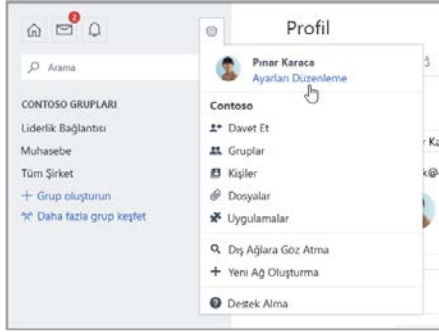 2
Profil
Arama
CONTOSO GRUPLARI
Liderlik Bağlantısı
Muhasebe
Tüm Şirket
+ Grup oluşturun
Daha fazla grup keşfet
Pınar Karaca
Ayarları Düzenleme
Contoso
Davet Et
Gruplar
Kişiler
Dosyalar
Uygulamalar
Dış Ağlara Göz Atma
+ Yeni Ağ Oluşturma
Destek Alma